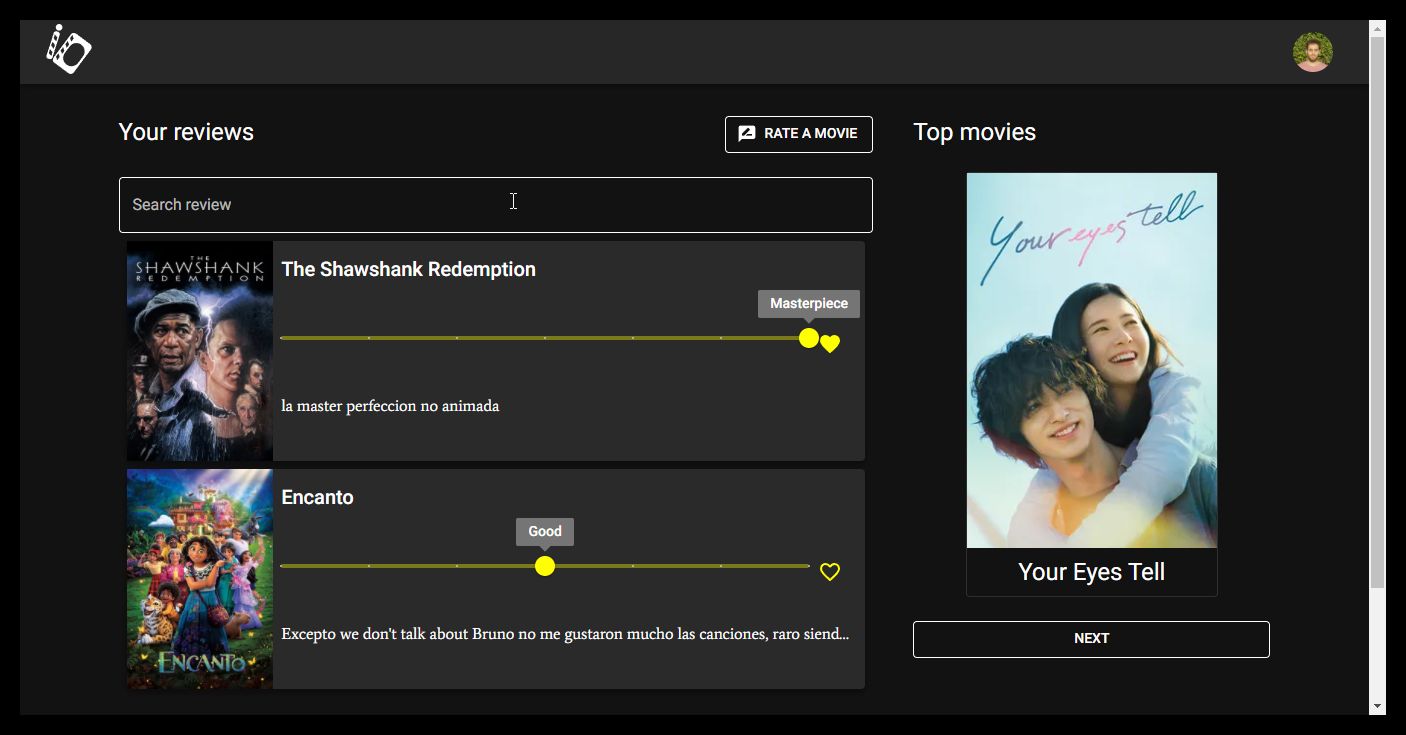 Your reviews
RATE A MOVIE
Search review
THE
SHAWSHANK
REDEMPTION
The Shawshank Redemption
Masterpiece
la master perfeccion no animada
ENCANTO
Encanto
Good
Excepto we don't talk about Bruno no me gustaron mucho las canciones, raro siend...
Top movies
Your eyes tell
Your Eyes Tell
NEXT